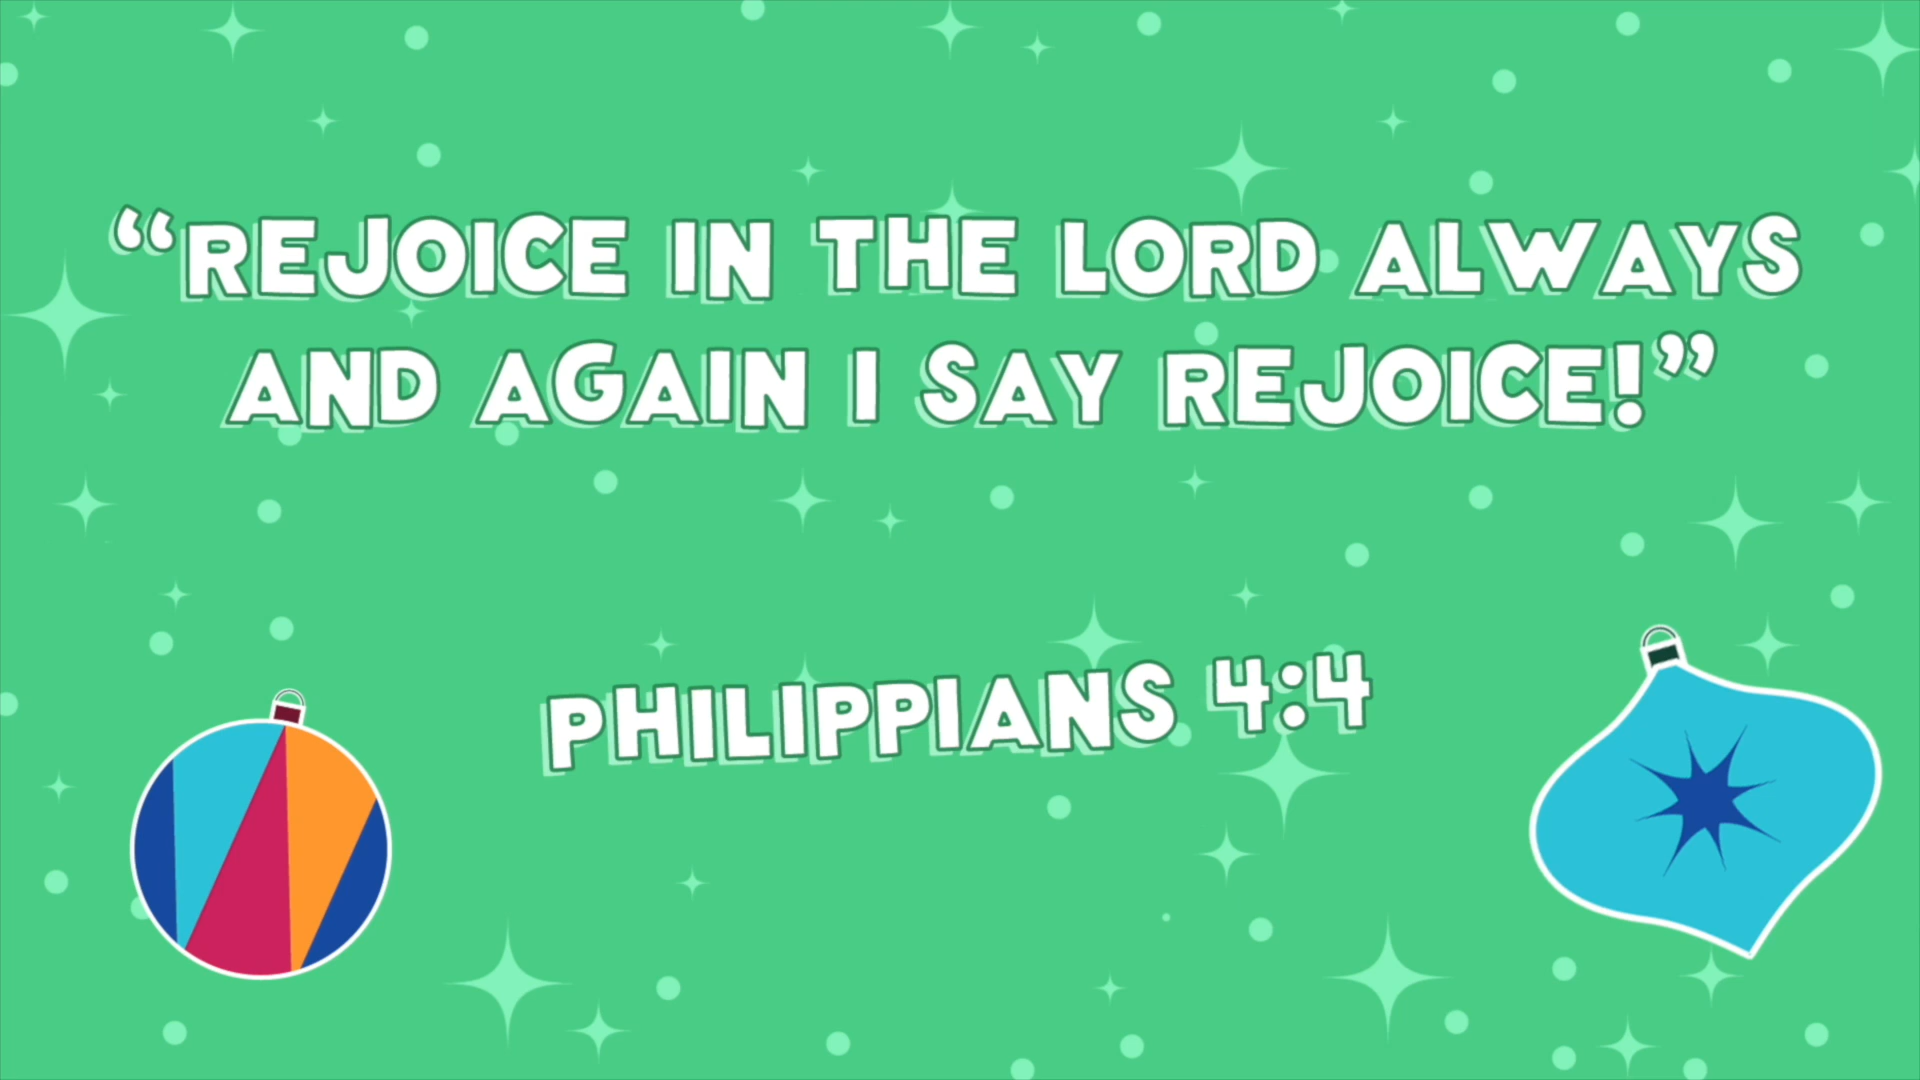 “REJOICE IN THE LORD ALWAYS
AND AGAIN I SAY REJOICE!”
PHILIPPIANS 4:4